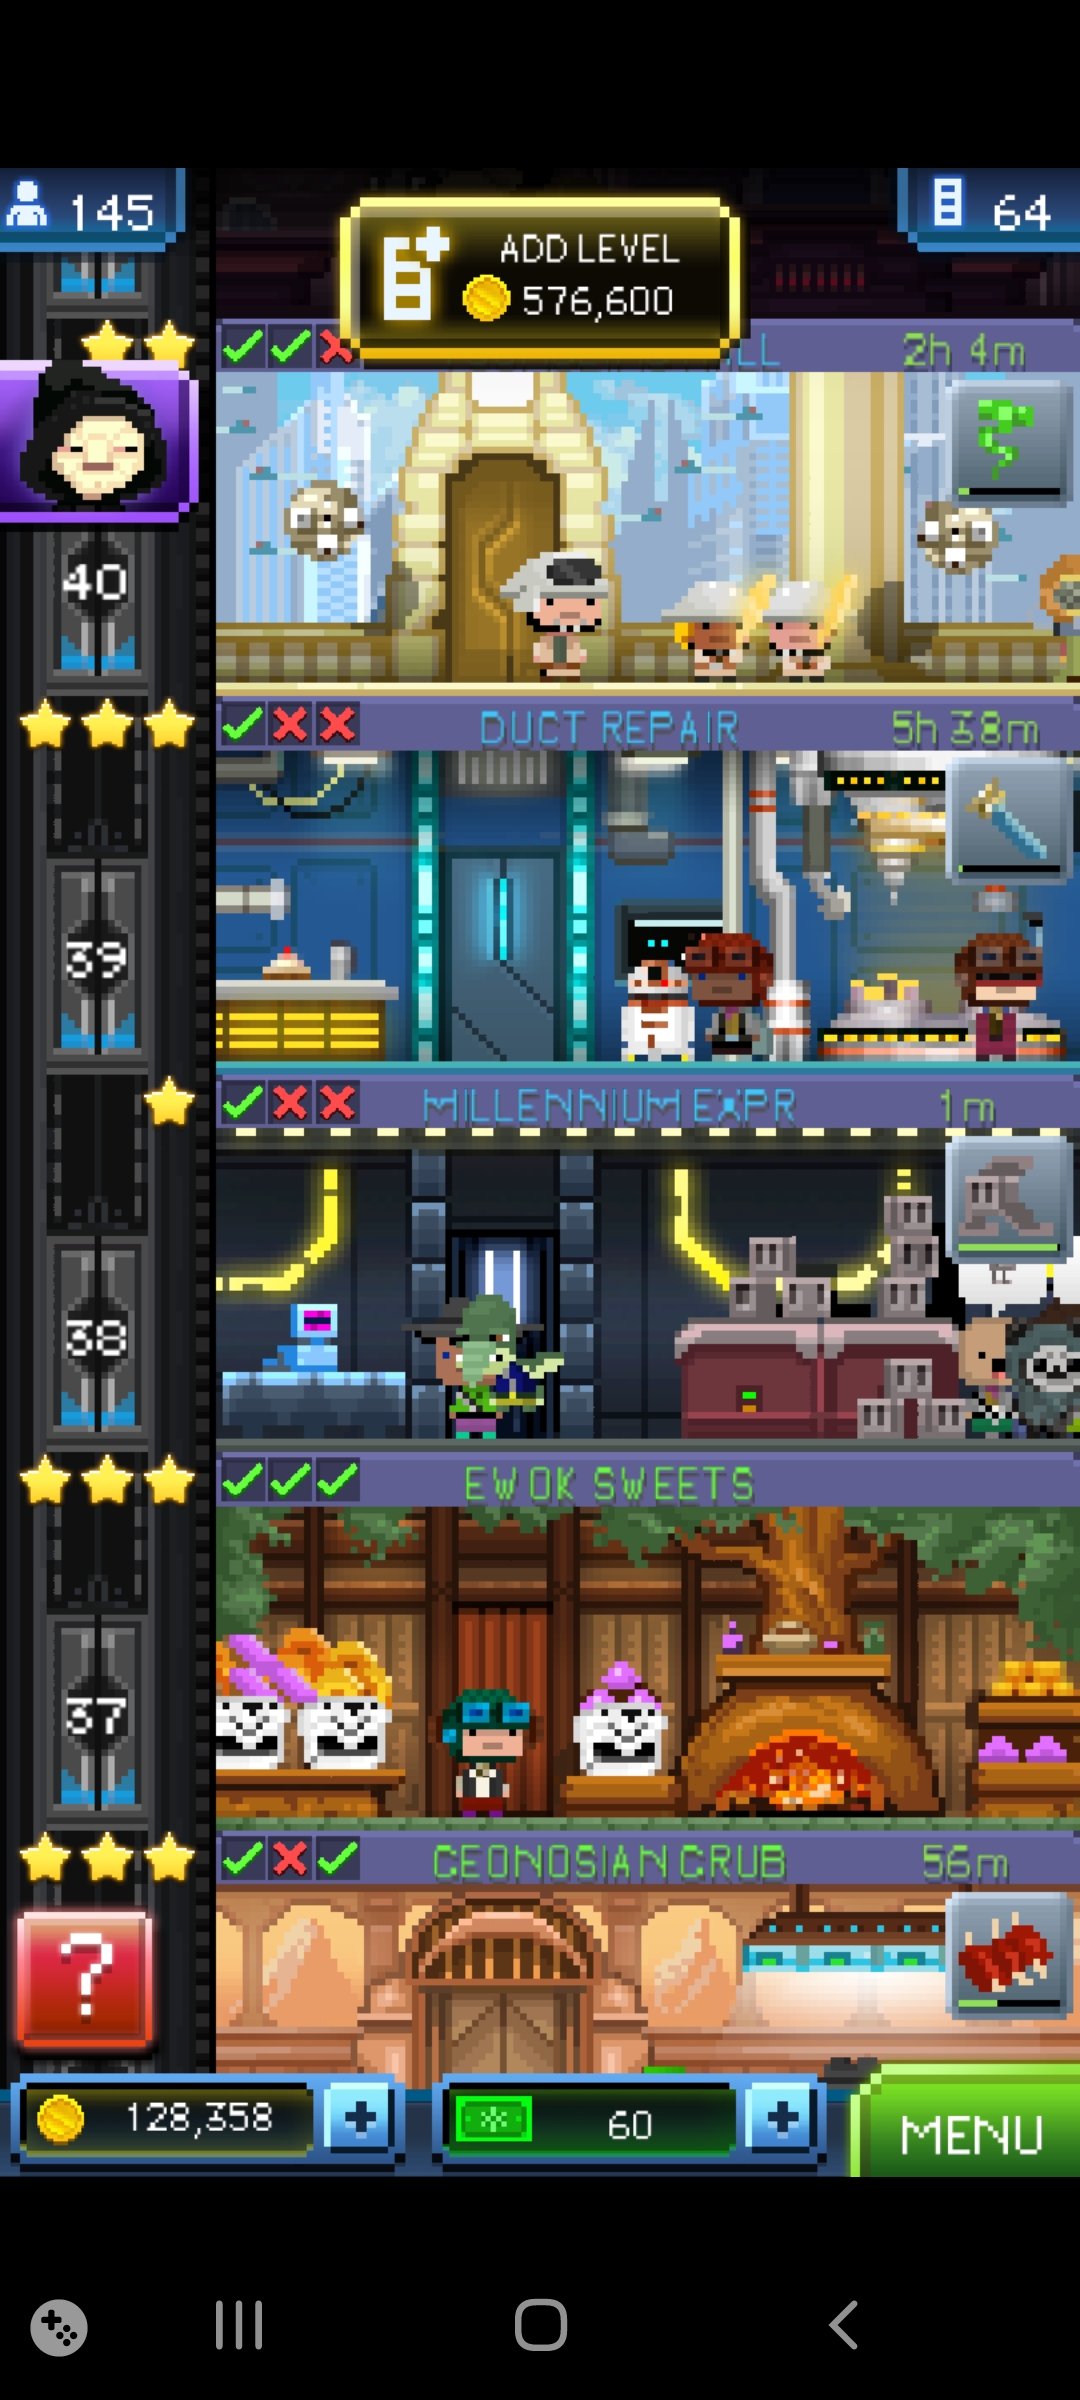 145
64
ADD LEVEL
576,600
LL
2h 4m
40
DUCT REPAIR
5h 38m
39
MILLENNIUM EXPR
1m
38
EWOK SWEETS
37
GEONOSIAN GRUB
56m
?
128,358
60
MENU